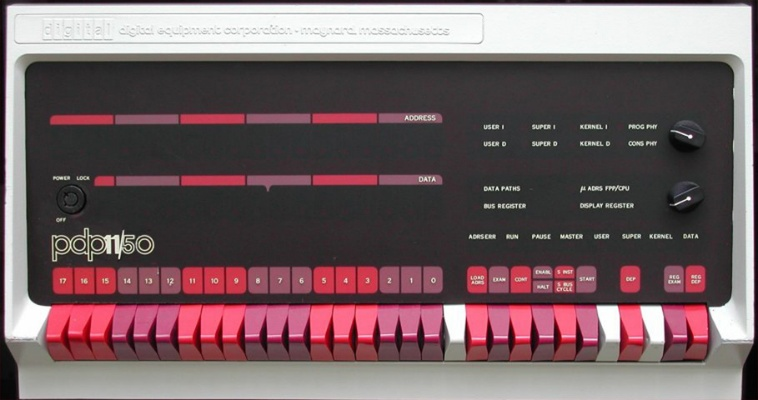 digital digital equipment corporation • maynard, massachusetts
ADDRESS
USER I SUPER I KERNEL I PROG PHY
USER D SUPER D KERNEL D CONS PHY
POWER LOCK
OFF
DATA
DATA PATHS µ ADRS FPP/CPU
BUS REGISTER DISPLAY REGISTER
pdp11/50
ADRSERR RUN PAUSE MASTER USER SUPER KERNEL DATA
17 16 15 14 13 12 11 10 9 8 7 6 5 4 3 2 1 0
LOAD ADRS EXAM CONT ENABL HALT S INST S BUS CYCLE START DEP REG EXAM REG DEP